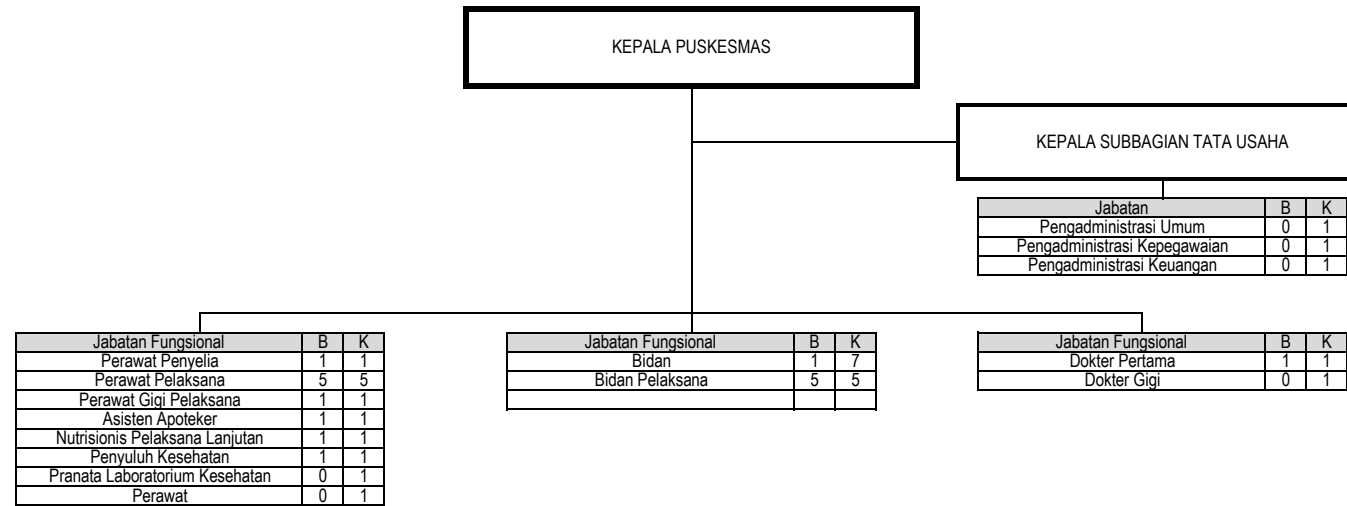 KEPALA PUSKESMAS
KEPALA SUBBAGIAN TATA USAHA
Jabatan B K
Pengadministrasi Umum 0 1
Pengadministrasi Kepegawaian 0 1
Pengadministrasi Keuangan 0 1
Jabatan Fungsional B K
Perawat Penyelia 1 1
Perawat Pelaksana 5 5
Perawat Gigi Pelaksana 1 1
Asisten Apoteker 1 1
Nutrisionis Pelaksana Lanjutan 1 1
Penyuluh Kesehatan 1 1
Pranata Laboratorium Kesehatan 0 1
Perawat 0 1
Jabatan Fungsional B K
Bidan 1 7
Bidan Pelaksana 5 5
Jabatan Fungsional B K
Dokter Pertama 1 1
Dokter Gigi 0 1